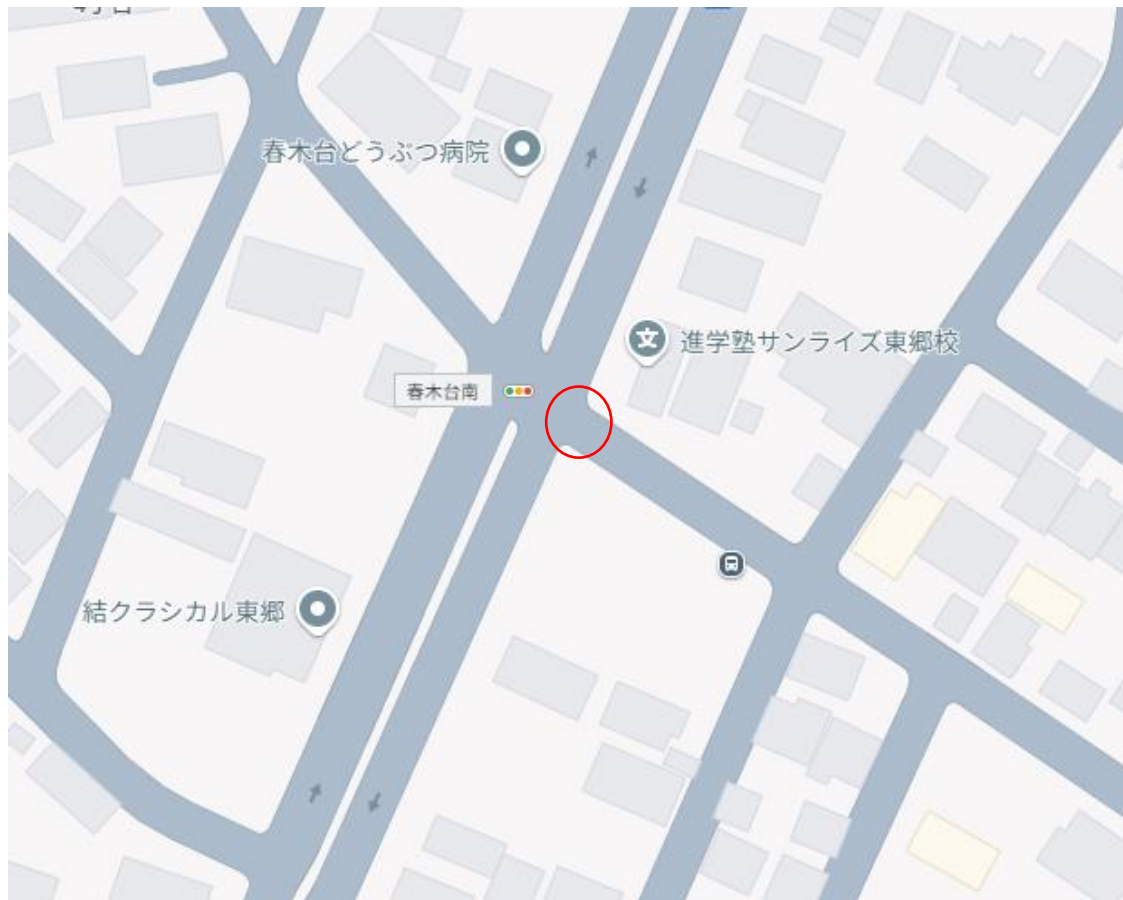 春木台どうぶつ病院
進学塾サンライズ東郷校
春木台南
結クラシカル東郷